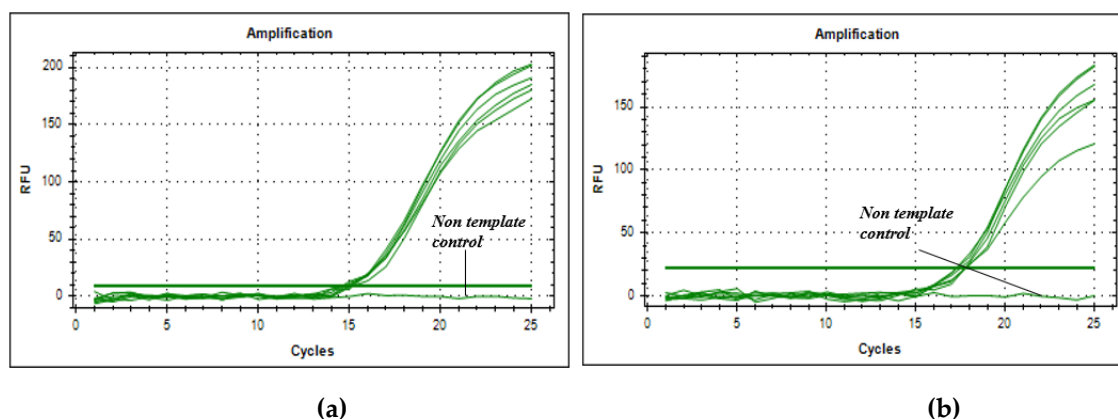 Amplification
200
150
100
50
0
RFU
Non template
control
0 5 10 15 20 25
Cycles
(a)
Amplification
150
100
50
0
RFU
Non template
control
0 5 10 15 20 25
Cycles
(b)